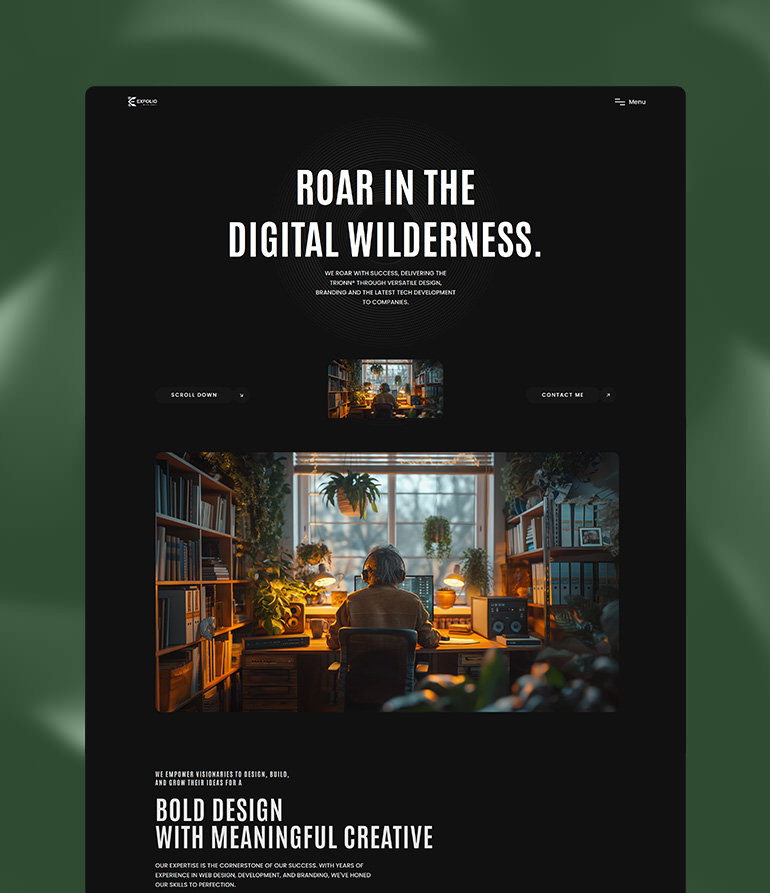 EXFOLIO
Menu
ROAR IN THE
DIGITAL WILDERNESS.
WE ROAR WITH SUCCESS, DELIVERING THE
TRIONN® THROUGH VERSATILE DESIGN,
BRANDING AND THE LATEST TECH DEVELOPMENT
TO COMPANIES.
SCROLL DOWN
CONTACT ME
WE EMPOWER VISIONARIES TO DESIGN, BUILD,
AND GROW THEIR IDEAS FOR A
BOLD DESIGN
WITH MEANINGFUL CREATIVE
OUR EXPERTISE IS THE CORNERSTONE OF OUR SUCCESS. WITH YEARS OF
EXPERIENCE IN WEB DESIGN, DEVELOPMENT, AND BRANDING, WE'VE HONED
OUR SKILLS TO PERFECTION.